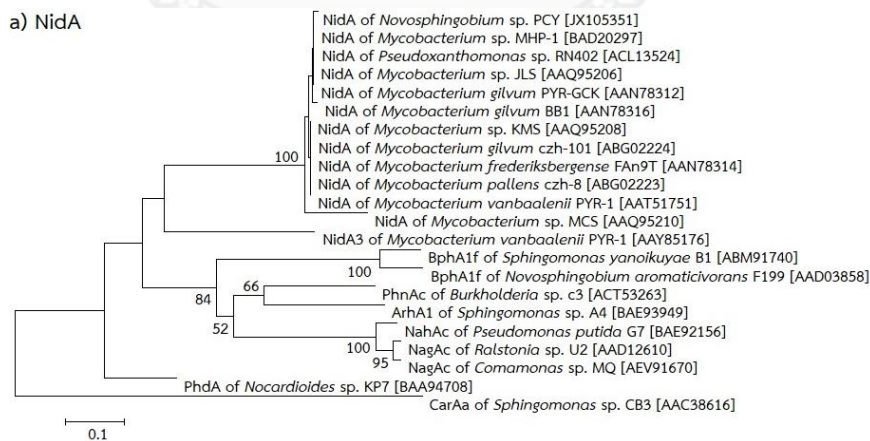 a) NidA
NidA of Novosphingobium sp. PCY [JX105351]
NidA of Mycobacterium sp. MHP-1 [BAD20297]
NidA of Pseudoxanthomonas sp. RN402 [ACL13524]
NidA of Mycobacterium sp. JLS [AAQ95206]
NidA of Mycobacterium gilvum PYR-GCK [AAN78312]
NidA of Mycobacterium gilvum BB1 [AAN78316]
NidA of Mycobacterium sp. KMS [AAQ95208]
NidA of Mycobacterium gilvum czh-101 [ABG02224]
100
NidA of Mycobacterium frederiksbergense FAn9T [AAN78314]
NidA of Mycobacterium pallens czh-8 [ABG02223]
NidA of Mycobacterium vanbaalenii PYR-1 [AAT51751]
NidA of Mycobacterium sp. MCS [AAQ95210]
NidA3 of Mycobacterium vanbaalenii PYR-1 [AAY85176]
BphA1f of Sphingomonas yanoikuyae B1 [ABM91740]
100
BphA1f of Novosphingobium aromaticivorans F199 [AAD03858]
84
66
PhnAc of Burkholderia sp. c3 [ACT53263]
ArhA1 of Sphingomonas sp. A4 [BAE93949]
52
NahAc of Pseudomonas putida G7 [BAE92156]
100
NagAc of Ralstonia sp. U2 [AAD12610]
95
NagAc of Comamonas sp. MQ [AEV91670]
PhdA of Nocardioides sp. KP7 [BAA94708]
CarAa of Sphingomonas sp. CB3 [AAC38616]
0.1